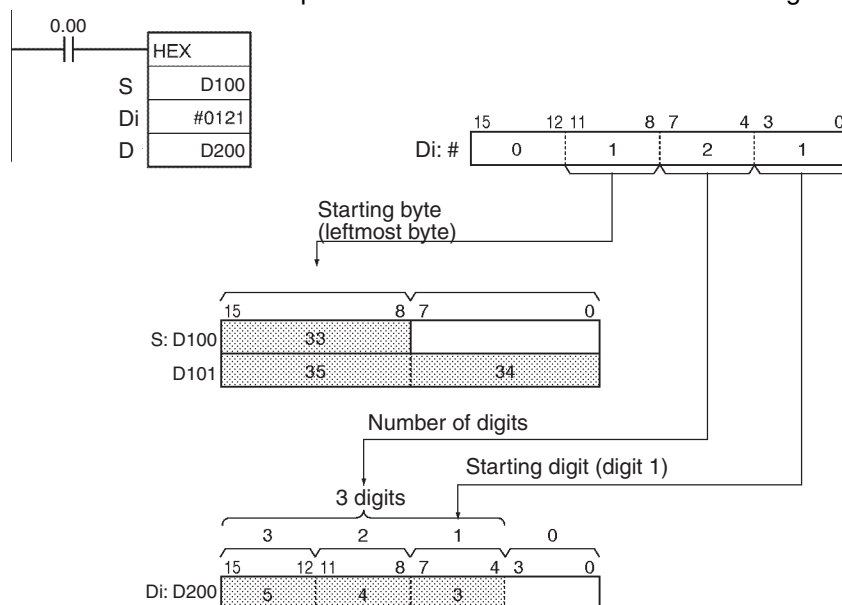 0.00
HEX
S D100
Di #0121
D D200
15 12 11 8 7 4 3 0
Di: # 0 1 2 1
Starting byte
(leftmost byte)
15 8 7 0
S: D100 33
D101 35 34
Number of digits
Starting digit (digit 1)
3 digits
3 2 1 0
15 12 11 8 7 4 3 0
Di: D200 5 4 3